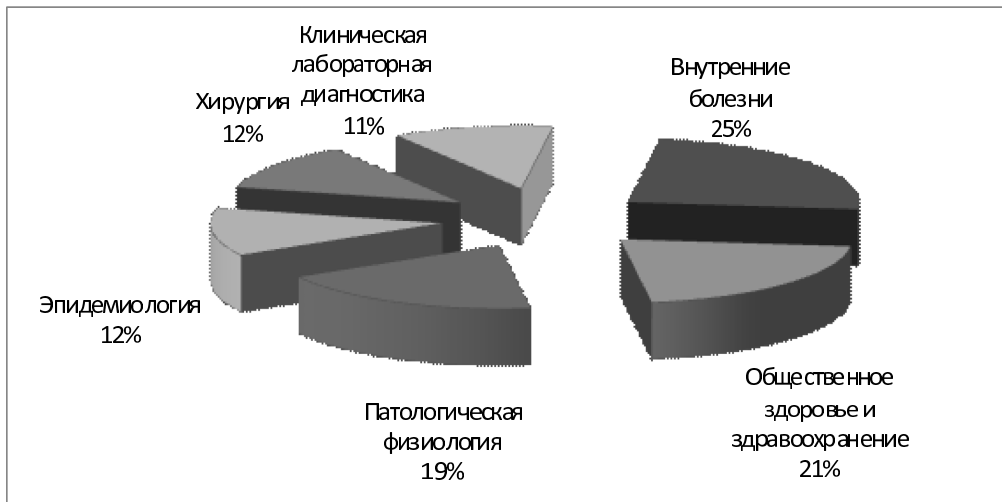 Клиническая
лабораторная
диагностика
11%
Внутренние
болезни
25%
Хирургия
12%
Эпидемиология
12%
Патологическая
физиология
19%
Общественное
здоровье и
здравоохранение
21%